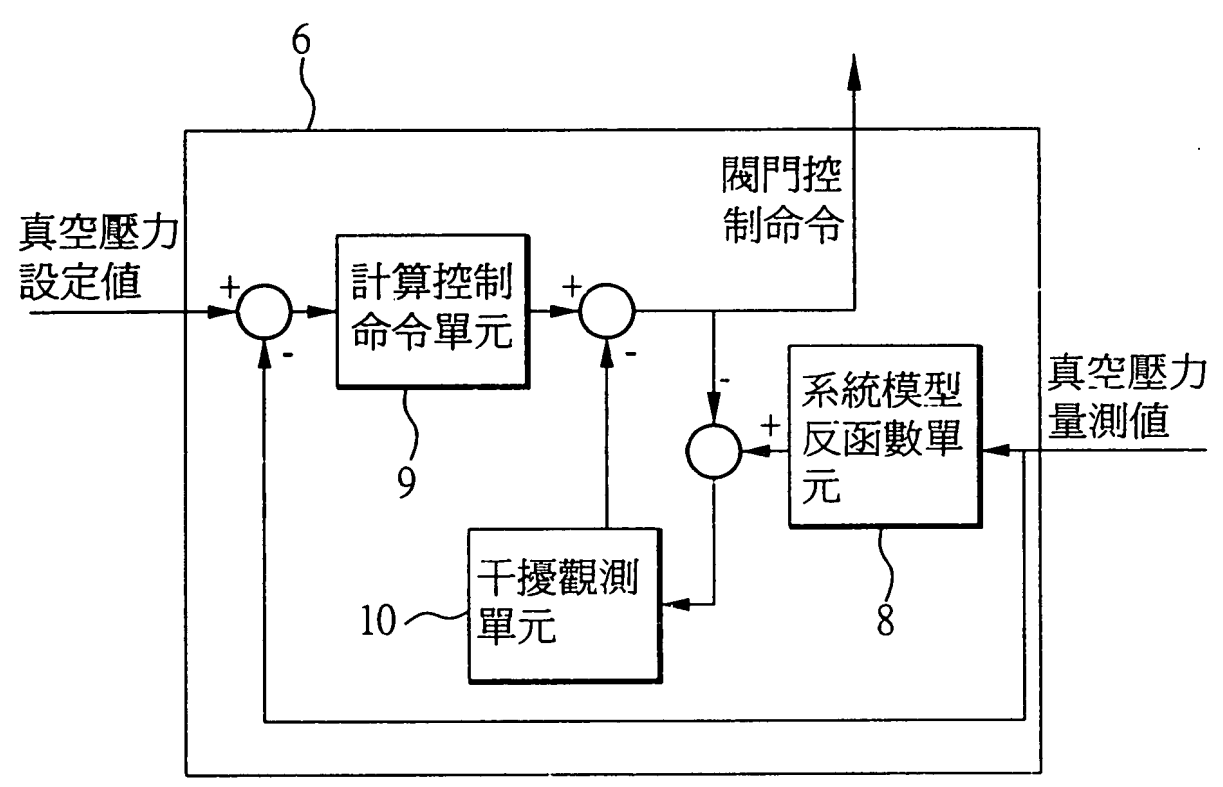 6
閥門控
制命令
真空壓力
設定值
+
-
計算控制
命令單元
9
+
-
-
+
系統模型
反函數單
元
8
真空壓力
量測值
干擾觀測
單元
10